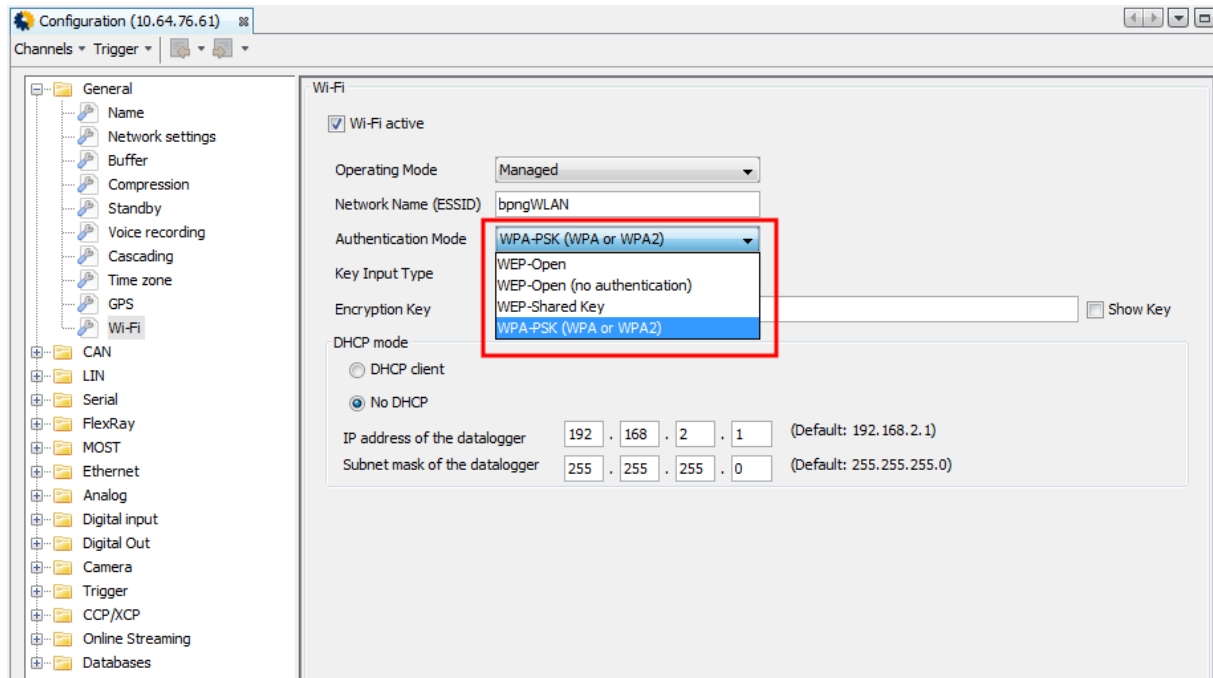 Configuration (10.64.76.61)
Channels Trigger
General
Name
Network settings
Buffer
Compression
Standby
Voice recording
Cascading
Time zone
GPS
Wi-Fi
CAN
LIN
Serial
FlexRay
MOST
Ethernet
Analog
Digital input
Digital Out
Camera
Trigger
CCP/XCP
Online Streaming
Databases
Wi-Fi
Wi-Fi active
Operating Mode Managed
Network Name (ESSID) bpngWLAN
Authentication Mode WPA-PSK (WPA or WPA2)
WEP-Open
Key Input Type
WEP-Open (no authentication)
WEP-Shared Key
Encryption Key Show Key
WPA-PSK (WPA or WPA2)
DHCP mode
DHCP client
No DHCP
IP address of the datalogger 192 . 168 . 2 . 1 (Default: 192.168.2.1)
Subnet mask of the datalogger 255 . 255 . 255 . 0 (Default: 255.255.255.0)